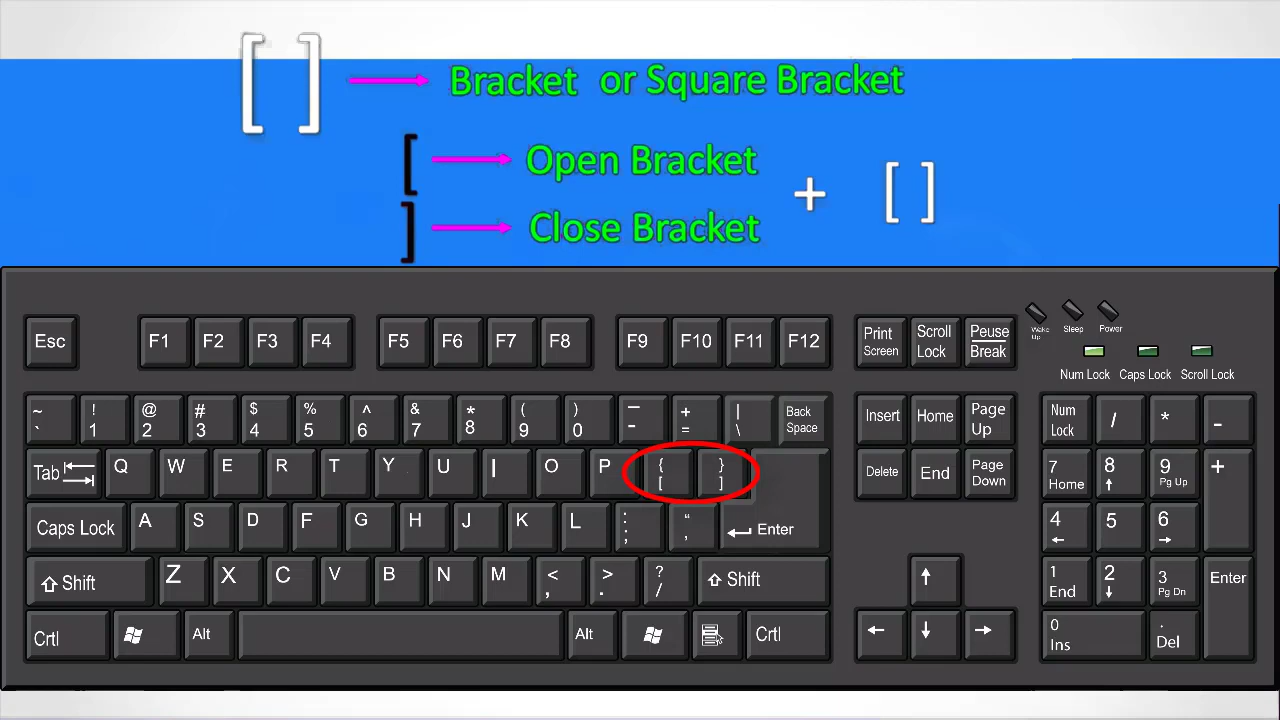 [ ] Bracket or Square Bracket
[ Open Bracket
] Close Bracket
+ [ ]
Esc F1 F2 F3 F4 F5 F6 F7 F8 F9 F10 F11 F12 Print Screen Scroll Lock Peuse Break
Wake Up Sleep Power
Num Lock Caps Lock Scroll Lock
~ ` ! 1 @ 2 # 3 $ 4 % 5 ^ 6 & 7 * 8 ( 9 ) 0 — - + = | \ Back Space Insert Home Page Up Num Lock / * -
Tab Q W E R T Y U I O P { [ } ] Delete End Page Down 7 Home 8 ↑ 9 Pg Up +
Caps Lock A S D F G H J K L : ; “ , Enter 4 ← 5 6 →
Shift Z X C V B N M < , > . ? / Shift ↑ 1 End 2 ↓ 3 Pg Dn Enter
Crtl Alt Alt Crtl ← ↓ → 0 Ins . Del